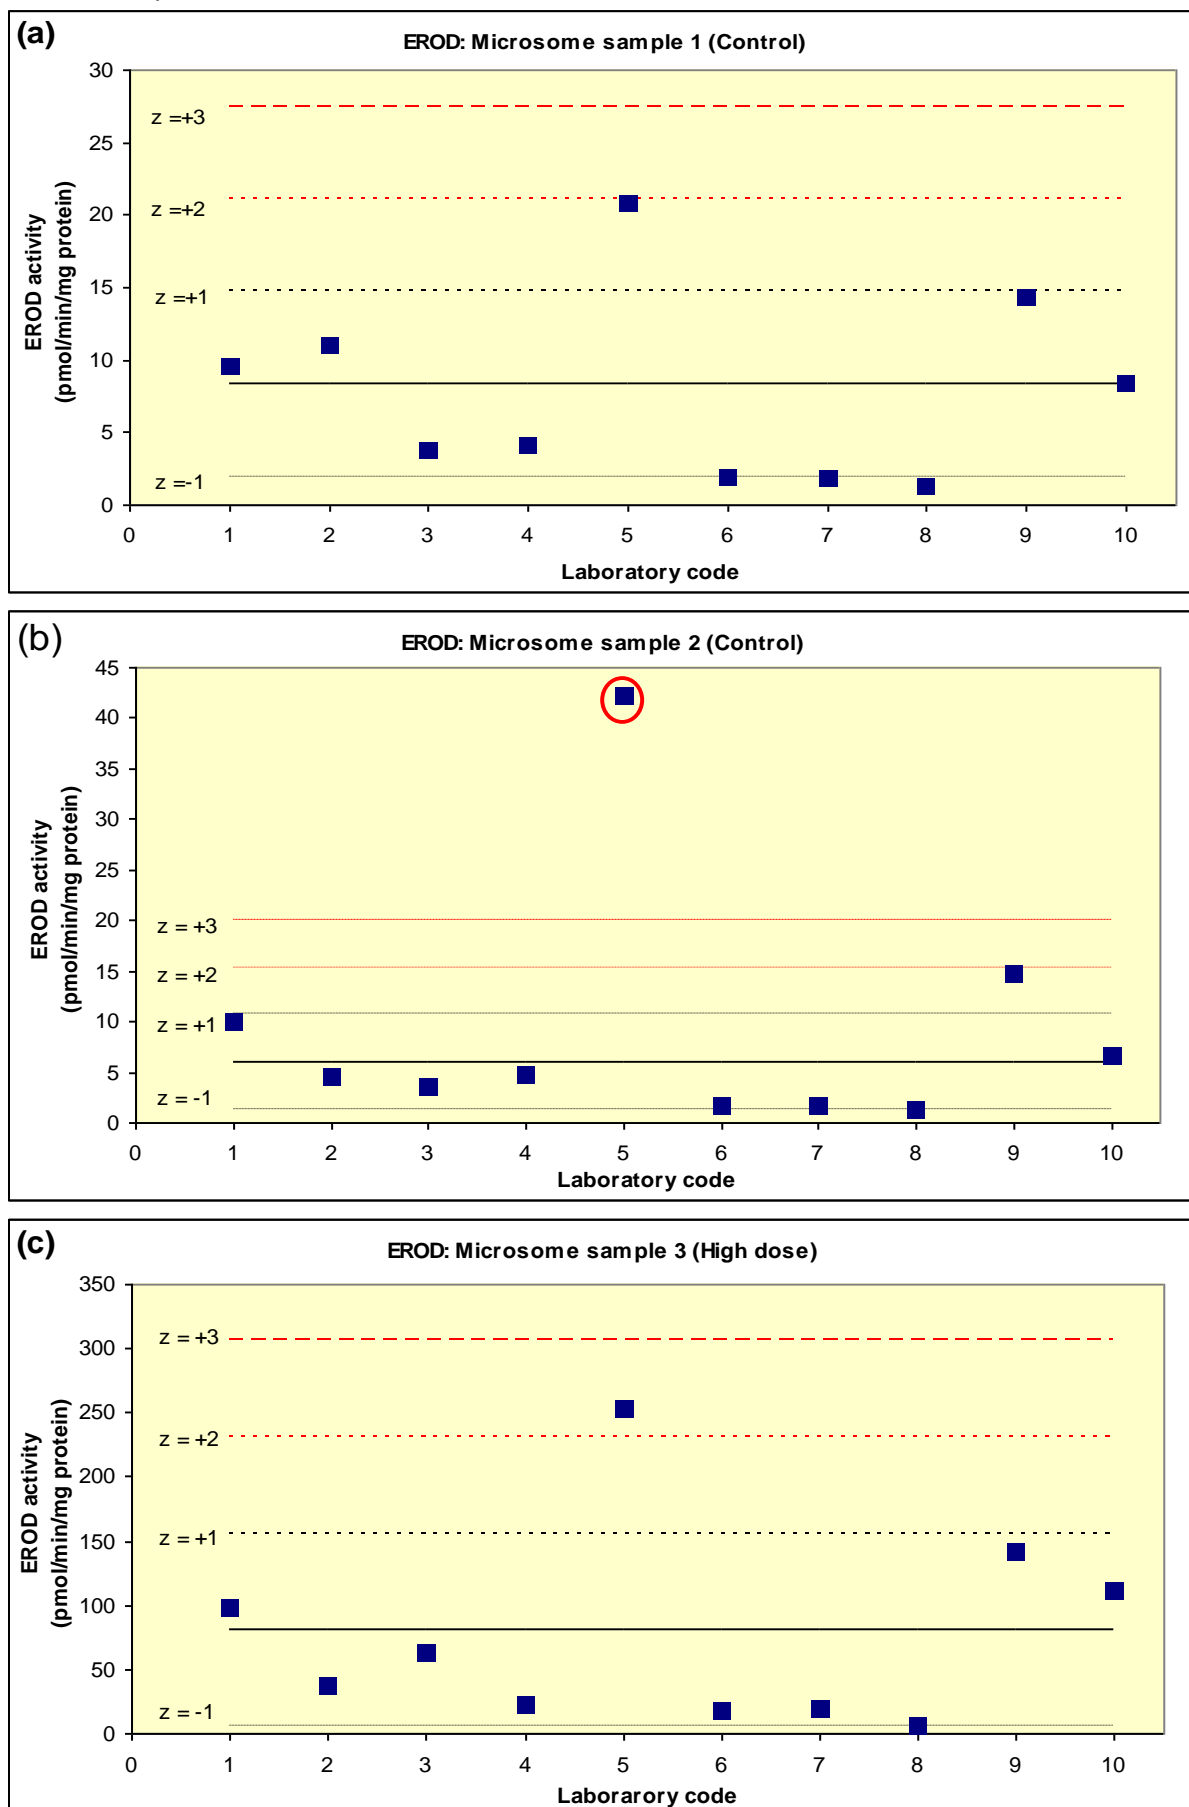 (a)
EROD: Microsome sample 1 (Control)
30
25
20
15
10
5
0
z =+3
z =+2
z =+1
z =-1
EROD activity
(pmol/min/mg protein)
0 1 2 3 4 5 6 7 8 9 10
Laboratory code
(b)
EROD: Microsome sample 2 (Control)
45
40
35
30
25
20
15
10
5
0
z = +3
z = +2
z = +1
z = -1
EROD activity
(pmol/min/mg protein)
0 1 2 3 4 5 6 7 8 9 10
Laboratory code
(c)
EROD: Microsome sample 3 (High dose)
350
300
250
200
150
100
50
0
z = +3
z = +2
z = +1
z = -1
EROD activity
(pmol/min/mg protein)
0 1 2 3 4 5 6 7 8 9 10
Laborarory code